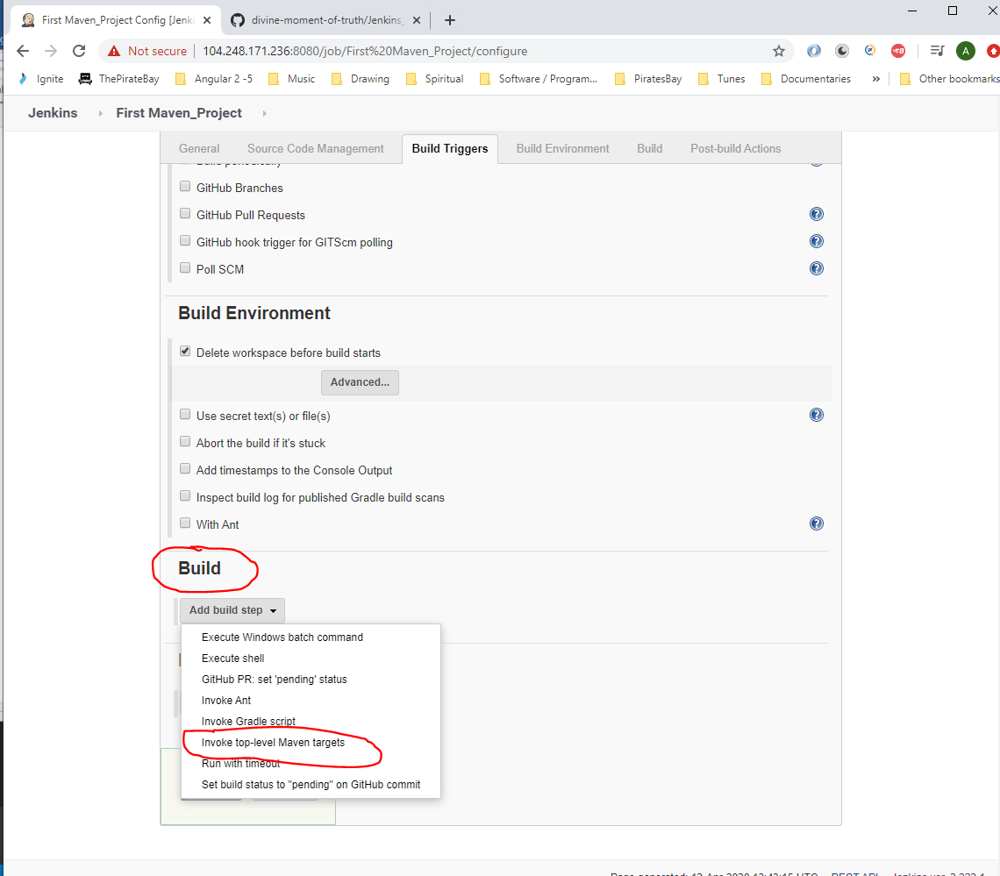 First Maven_Project Config [Jenki
divine-moment-of-truth/Jenkins_
Not secure 104.248.171.236:8080/job/First%20Maven_Project/configure
A
Ignite ThePirateBay Angular 2 -5 Music Drawing Spiritual Software / Program... PiratesBay Tunes Documentaries » Other bookmarks
Jenkins First Maven_Project
General Source Code Management Build Triggers Build Environment Build Post-build Actions
Build periodically
GitHub Branches
GitHub Pull Requests
GitHub hook trigger for GITScm polling
Poll SCM
Build Environment
Delete workspace before build starts
Advanced...
Use secret text(s) or file(s)
Abort the build if it's stuck
Add timestamps to the Console Output
Inspect build log for published Gradle build scans
With Ant
Build
Add build step
Execute Windows batch command
Execute shell
GitHub PR: set 'pending' status
Invoke Ant
Invoke Gradle script
Invoke top-level Maven targets
Run with timeout
Set build status to "pending" on GitHub commit